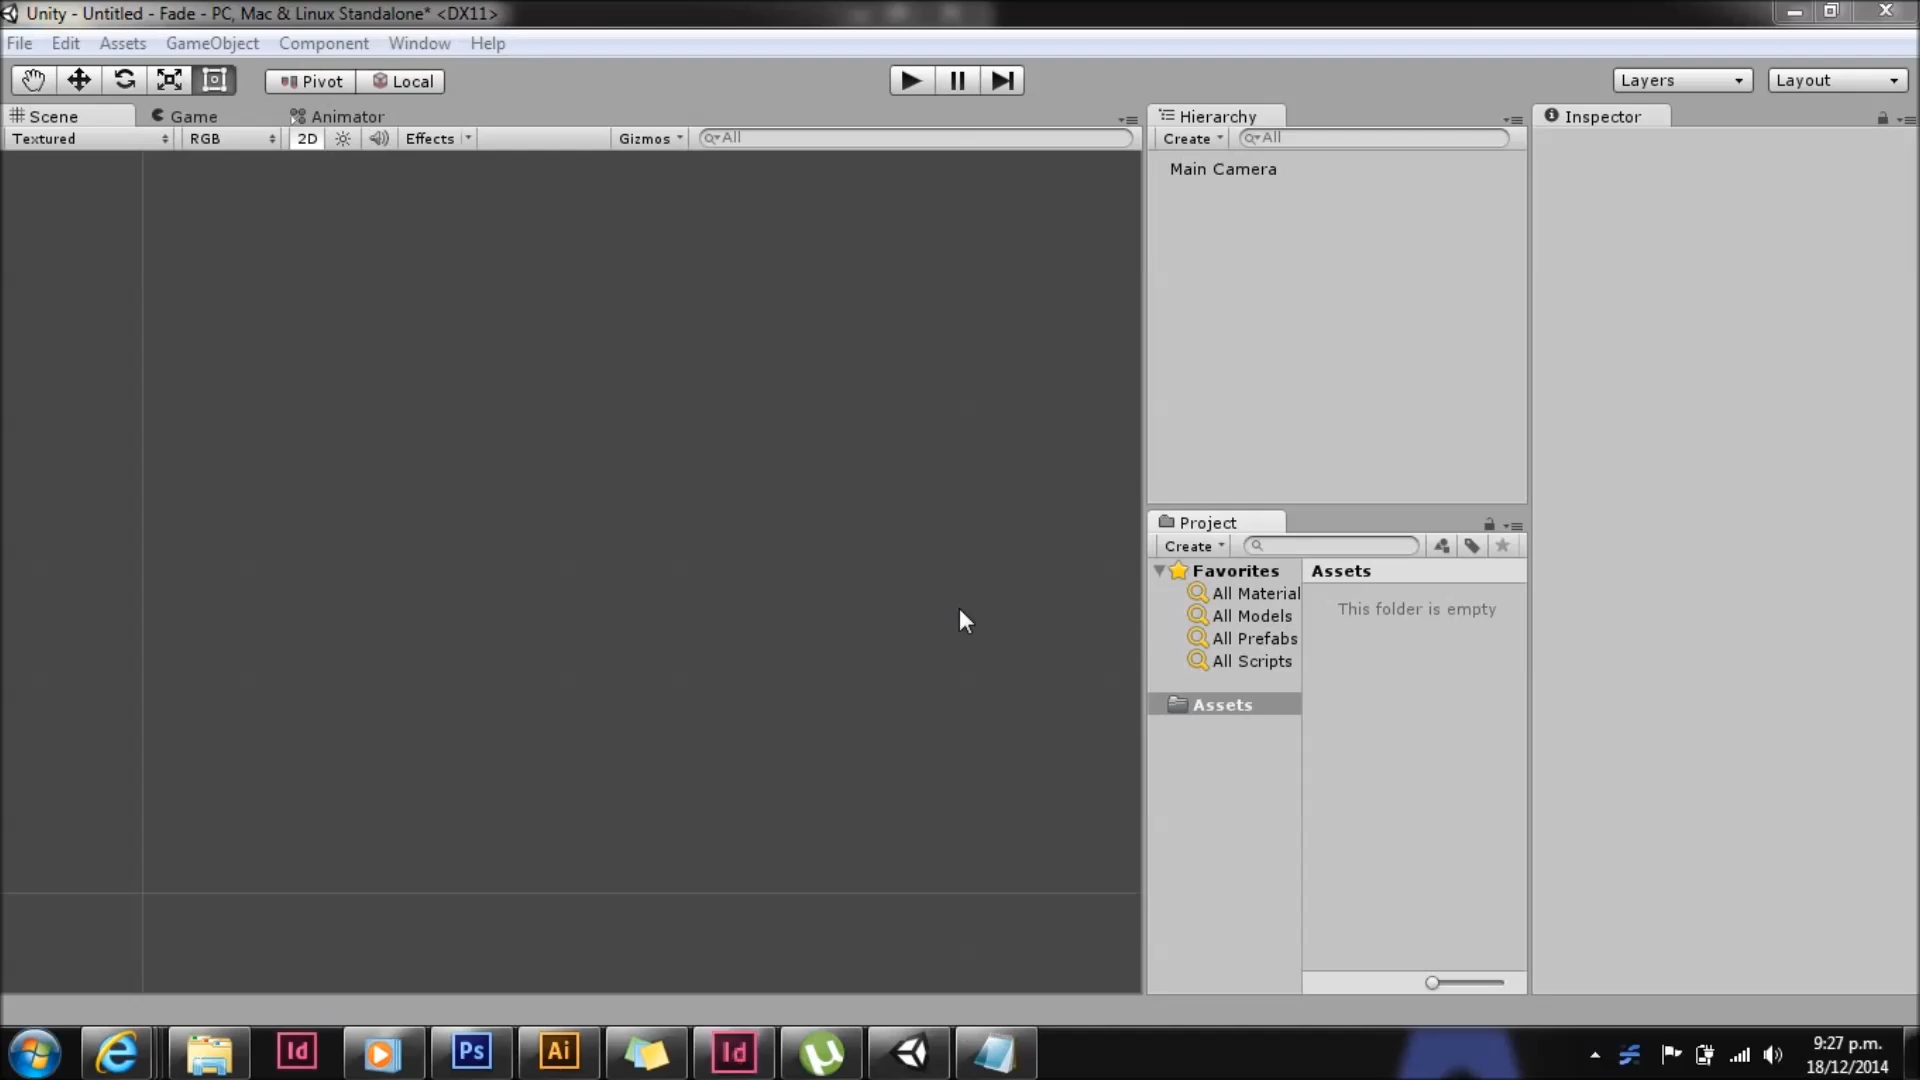 Unity - Untitled - Fade - PC, Mac & Linux Standalone* <DX11>
File Edit Assets GameObject Component Window Help
Pivot Local Layers Layout
Scene Game Animator Hierarchy Inspector
Textured RGB 2D Effects Gizmos All Create All
Main Camera
Project
Create
Favorites Assets
All Material This folder is empty
All Models
All Prefabs
All Scripts
Assets
Id Ps Ai Id
9:27 p.m.
18/12/2014